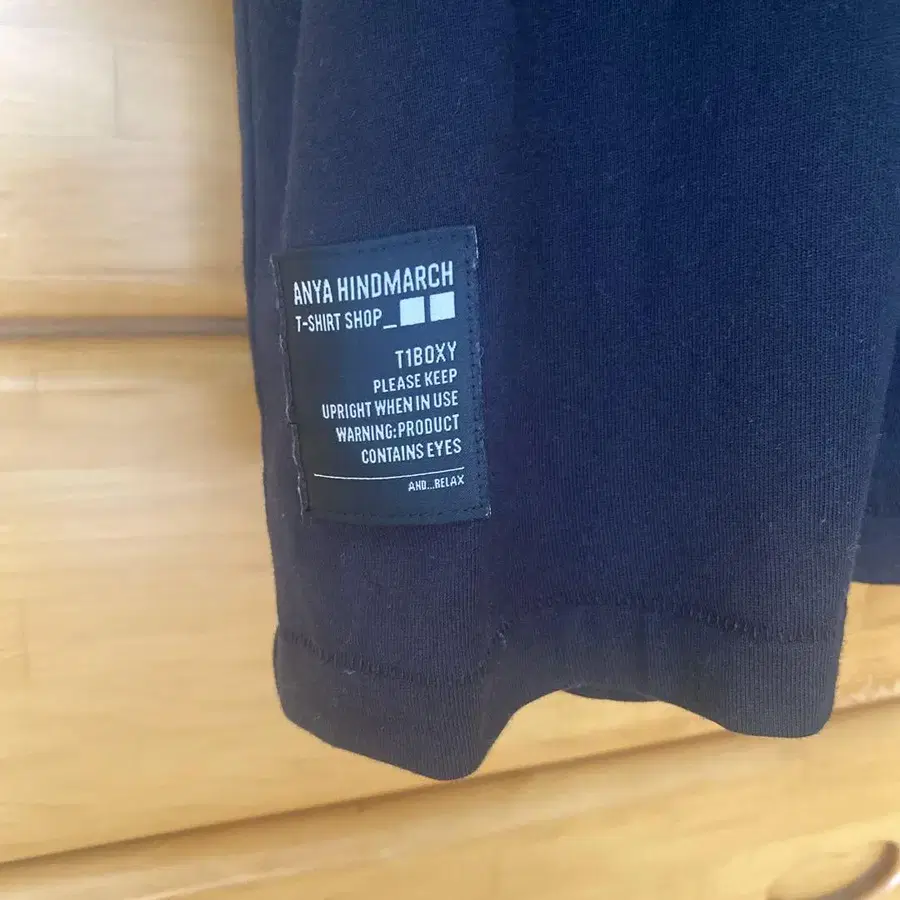 ANYA HINDMARCH
T-SHIRT SHOP_
T1BOXY
PLEASE KEEP
UPRIGHT WHEN IN USE
WARNING:PRODUCT
CONTAINS EYES
AND...RELAX